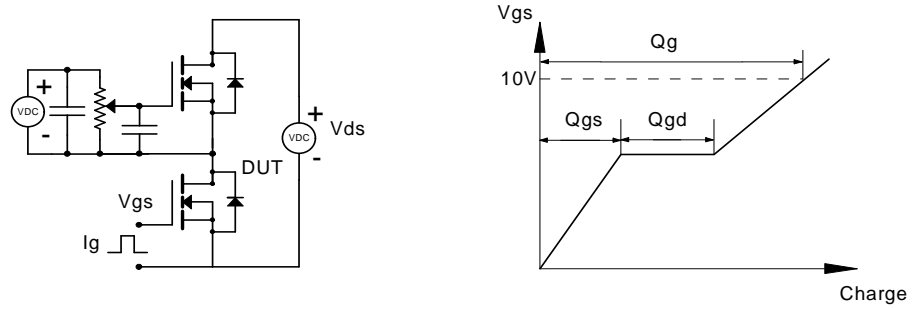 +
VDC
-
+
VDC
-
Vds
DUT
Vgs
Ig
Vgs
Qg
10V
Qgs
Qgd
Charge